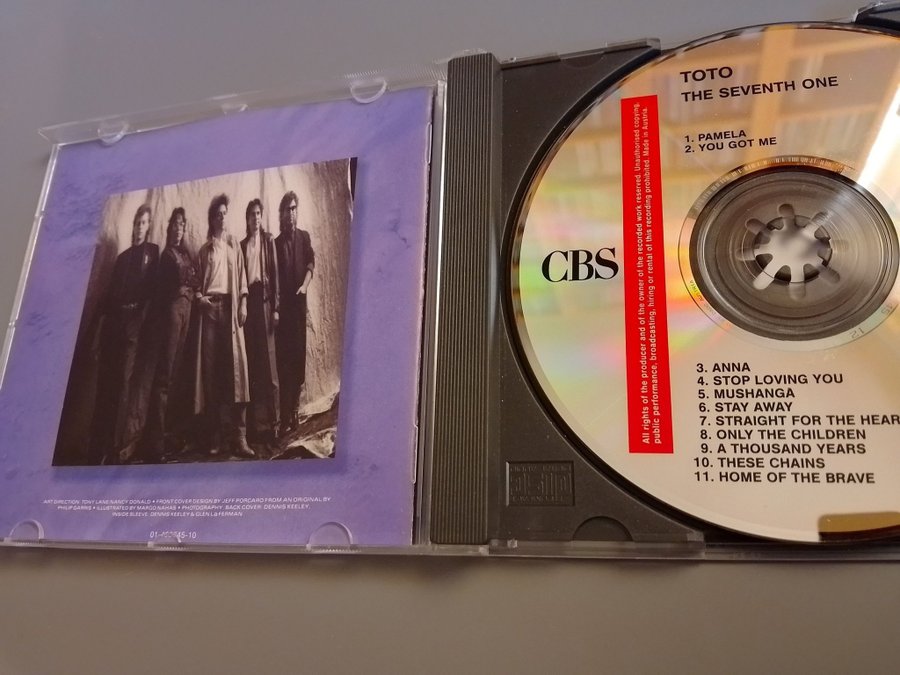 ART DIRECTION: TONY LANE/NANCY DONALD • FRONT COVER DESIGN BY JEFF PORCARO FROM AN ORIGINAL BY
PHILIP GARRIS • ILLUSTRATED BY MARGO NAHAS • PHOTOGRAPHY: BACK COVER: DENNIS KEELEY,
INSIDE SLEEVE: DENNIS KEELEY & GLEN LA FERMAN
TOTO
THE SEVENTH ONE
1. PAMELA
2. YOU GOT ME
CBS
All rights of the producer and of the owner of the recorded work reserved. Unauthorised copying,
public performance, broadcasting, hiring or rental of this recording prohibited. Made in Austria.
3. ANNA
4. STOP LOVING YOU
5. MUSHANGA
6. STAY AWAY
7. STRAIGHT FOR THE HEAR
8. ONLY THE CHILDREN
9. A THOUSAND YEARS
10. THESE CHAINS
11. HOME OF THE BRAVE